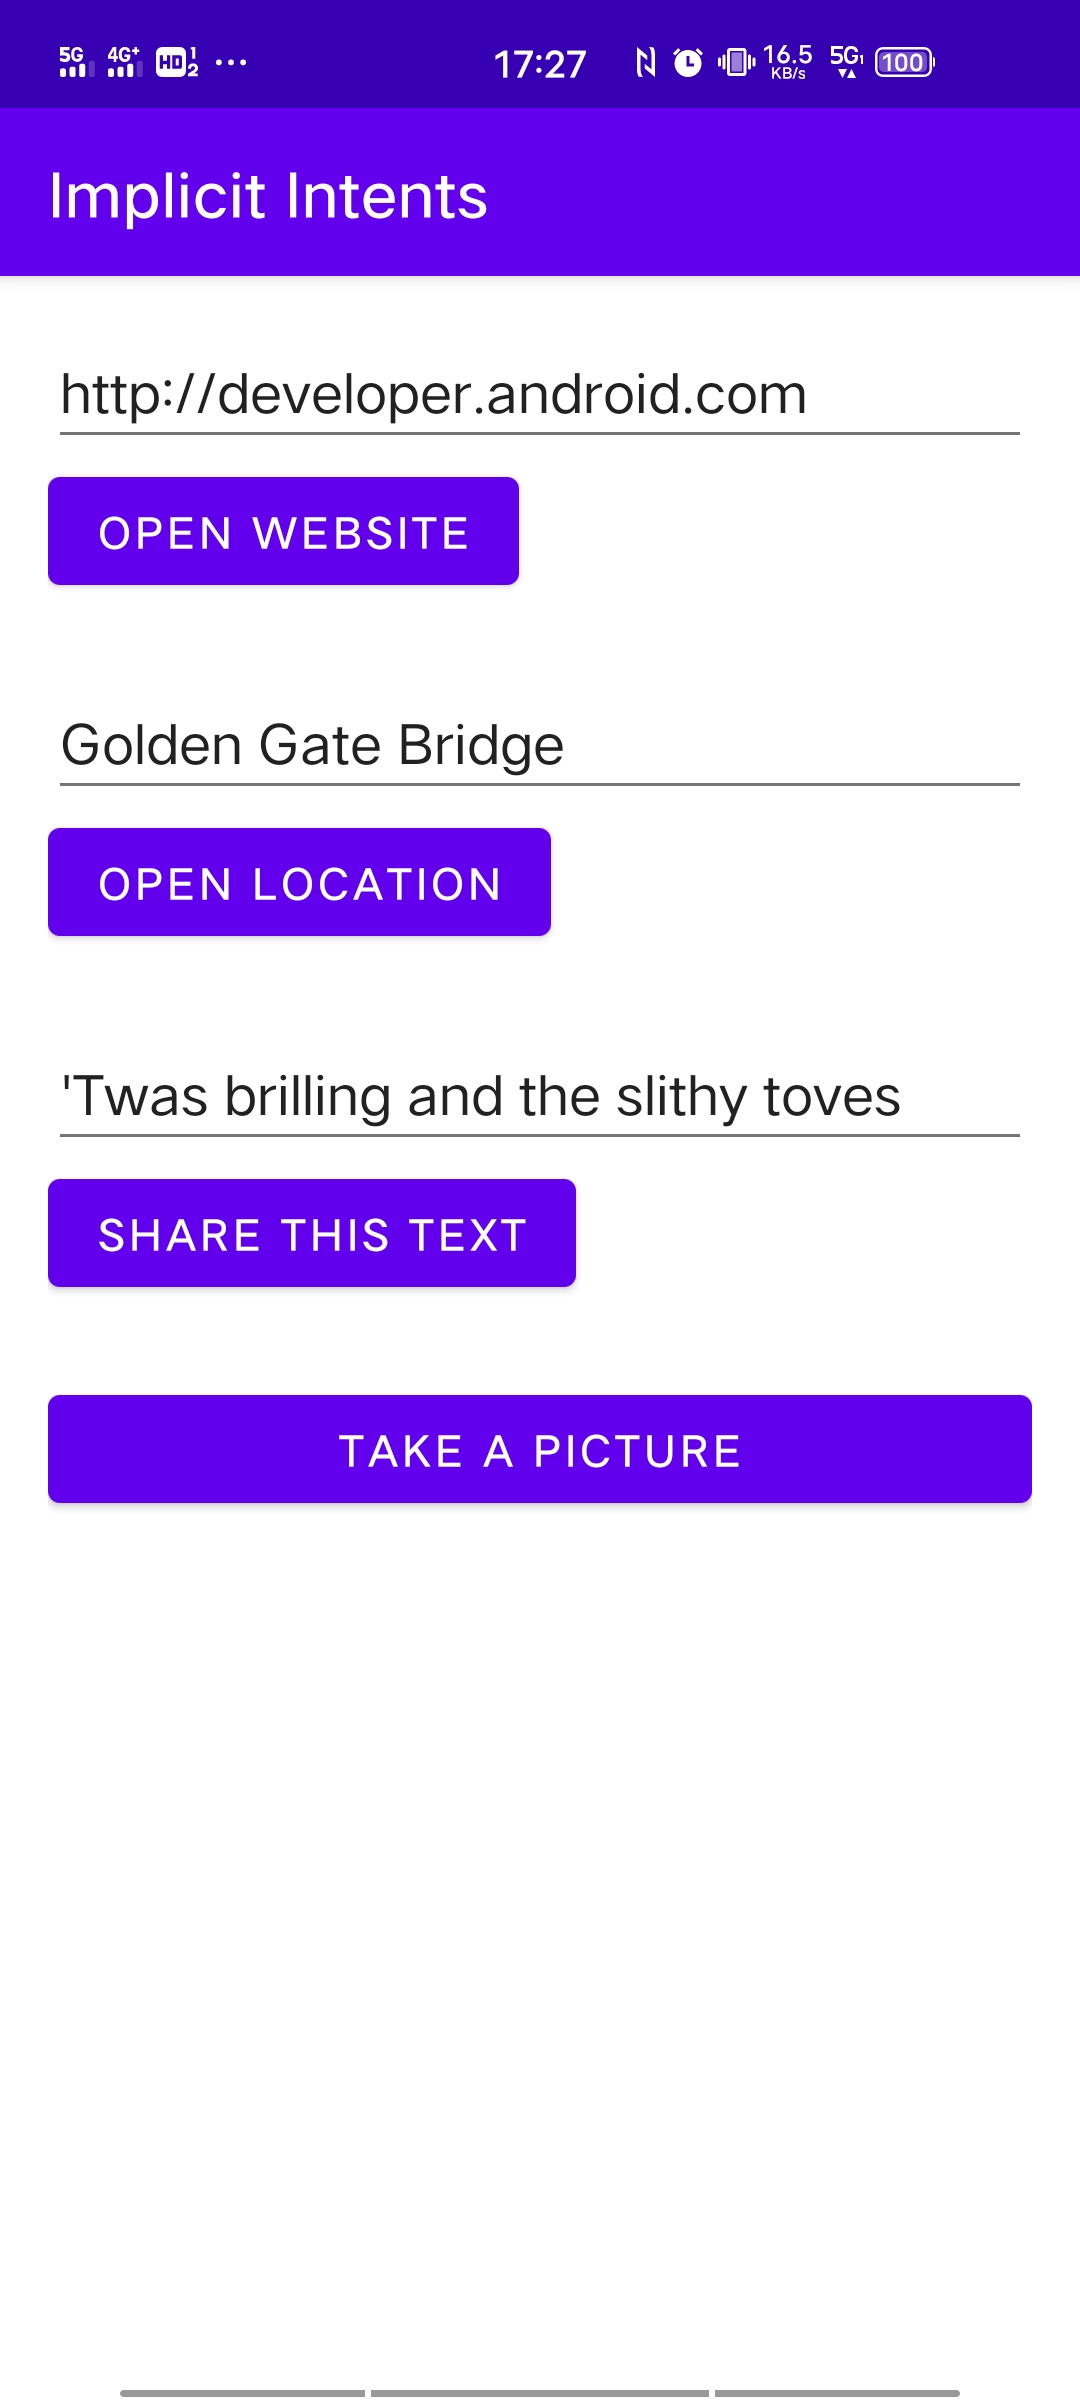 5G 4G+ HD 1 2 ... 17:27 16.5 KB/s 5G1 100
Implicit Intents
http://developer.android.com
OPEN WEBSITE
Golden Gate Bridge
OPEN LOCATION
'Twas brilling and the slithy toves
SHARE THIS TEXT
TAKE A PICTURE